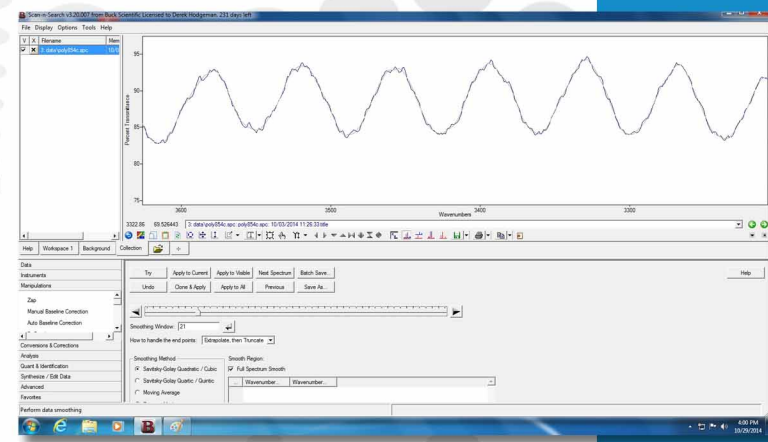 Scan-n-Search v3.20.007 from Buck Scientific Licensed to Derek Hodgeman. 231 days left
File Display Options Tools Help
V X Filename Mem
3: data\poly854c.spc 10/0
Percent Transmittance
95
90
85
80
75
3600 3500 3400 3300
Wavenumbers
3322.86 69.526443 3: data\poly854c.spc: poly854c.spc: 10/03/2014 11:26:33
Help Workspace 1 Background Collection
Data
Instruments
Manipulations
Zap
Manual Baseline Correction
Auto Baseline Correction
Conversions & Corrections
Analysis
Quant & Identification
Synthesize / Edit Data
Advanced
Favorites
Try Apply to Current Apply to Visible Next Spectrum Batch Save... Help
Undo Clone & Apply Apply to All Previous Save As...
Smoothing Window: 21
How to handle the end points: Extrapolate, then Truncate
Smoothing Method
Savitsky-Golay Quadratic / Cubic
Savitsky-Golay Quartic / Quintic
Moving Average
Smooth Region:
Full Spectrum Smooth
... Wavenumber... Wavenumber...
Perform data smoothing
4:00 PM
10/29/2014